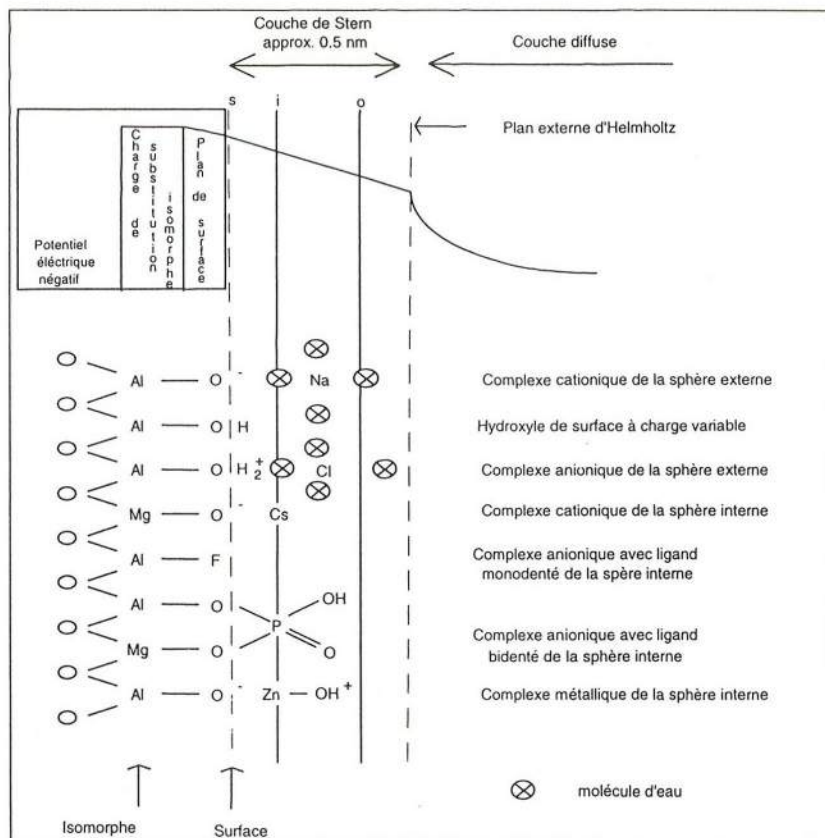 Couche de Stern
approx. 0.5 nm
Couche diffuse
s i o
Plan externe d'Helmholtz
Charge de
substitution
isomorphe
Plan de surface
Potentiel
éléctrique
négatif
Al O - Na
Complexe cationique de la sphère externe
Al O H
Hydroxyle de surface à charge variable
Al O H2+ Cl
Complexe anionique de la sphère externe
Mg O - Cs
Complexe cationique de la sphère interne
Al F
Complexe anionique avec ligand
monodenté de la spère interne
Al O OH
P
Mg O O
Complexe anionique avec ligand
bidenté de la sphère interne
Al O - Zn OH +
Complexe métallique de la sphère interne
molécule d'eau
Isomorphe
Surface